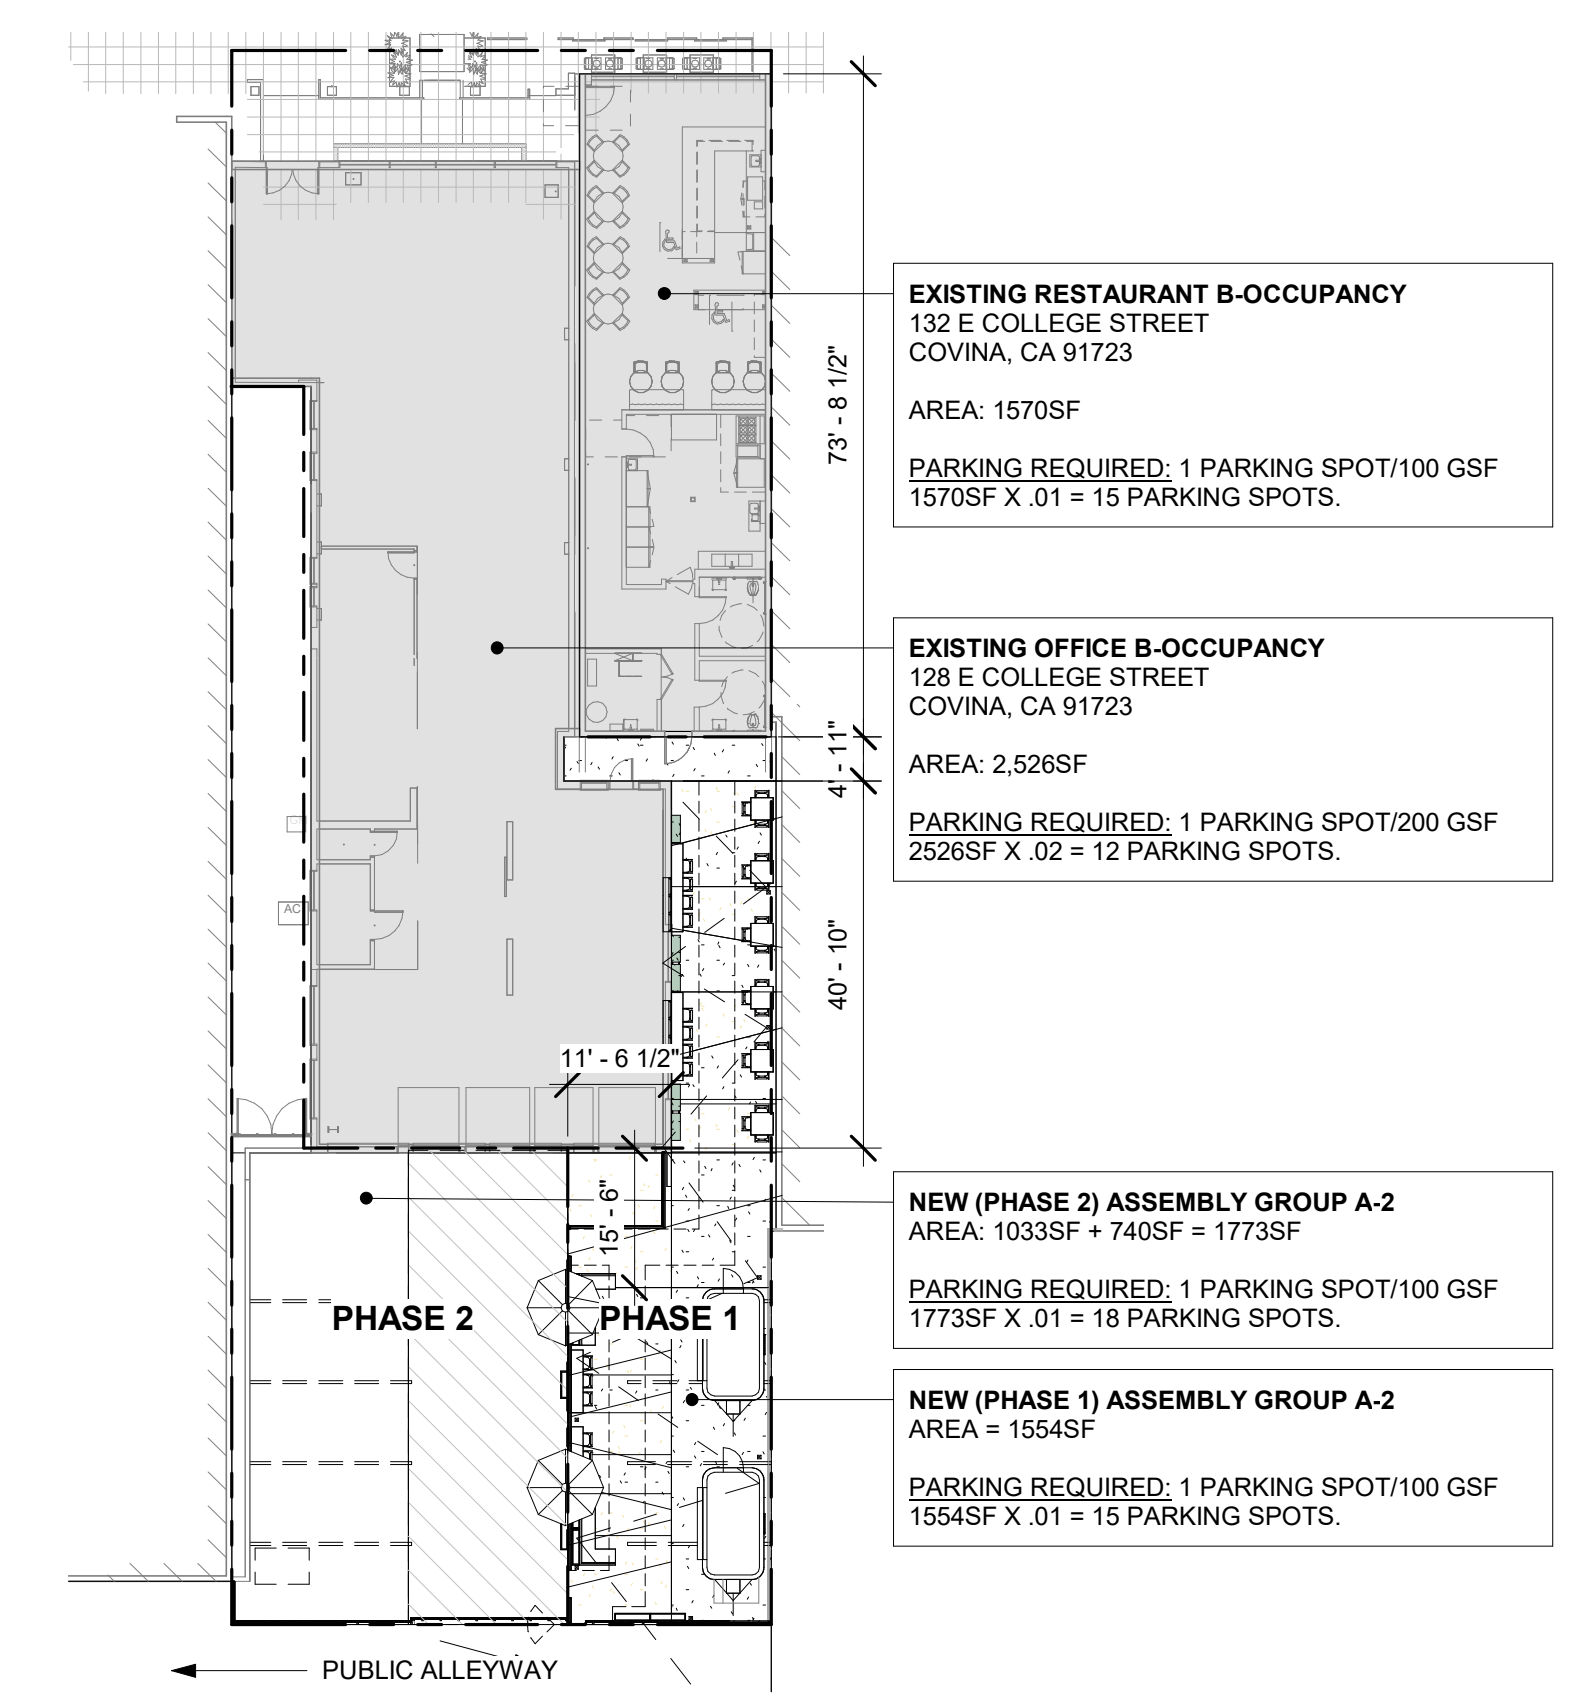 EXISTING RESTAURANT B-OCCUPANCY
132 E COLLEGE STREET
COVINA, CA 91723
AREA: 1570SF
PARKING REQUIRED: 1 PARKING SPOT/100 GSF
1570SF X .01 = 15 PARKING SPOTS.
73' - 8 1/2"
EXISTING OFFICE B-OCCUPANCY
128 E COLLEGE STREET
COVINA, CA 91723
AREA: 2,526SF
PARKING REQUIRED: 1 PARKING SPOT/200 GSF
2526SF X .02 = 12 PARKING SPOTS.
4' - 11"
AC
40' - 10"
11' - 6 1/2"
15' - 6"
NEW (PHASE 2) ASSEMBLY GROUP A-2
AREA: 1033SF + 740SF = 1773SF
PARKING REQUIRED: 1 PARKING SPOT/100 GSF
1773SF X .01 = 18 PARKING SPOTS.
PHASE 2
PHASE 1
NEW (PHASE 1) ASSEMBLY GROUP A-2
AREA = 1554SF
PARKING REQUIRED: 1 PARKING SPOT/100 GSF
1554SF X .01 = 15 PARKING SPOTS.
PUBLIC ALLEYWAY